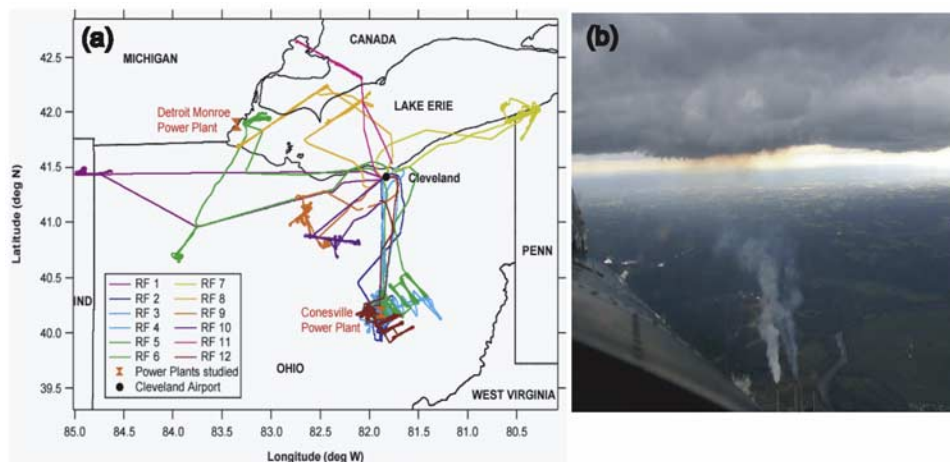 (a)
(b)
CANADA
MICHIGAN
LAKE ERIE
Detroit Monroe
Power Plant
Cleveland
PENN
IND
Conesville
Power Plant
OHIO
WEST VIRGINIA
RF 1
RF 2
RF 3
RF 4
RF 5
RF 6
RF 7
RF 8
RF 9
RF 10
RF 11
RF 12
Power Plants studied
Cleveland Airport
Latitude (deg N)
42.5
42.0
41.5
41.0
40.5
40.0
39.5
85.0 84.5 84.0 83.5 83.0 82.5 82.0 81.5 81.0 80.5
Longitude (deg W)